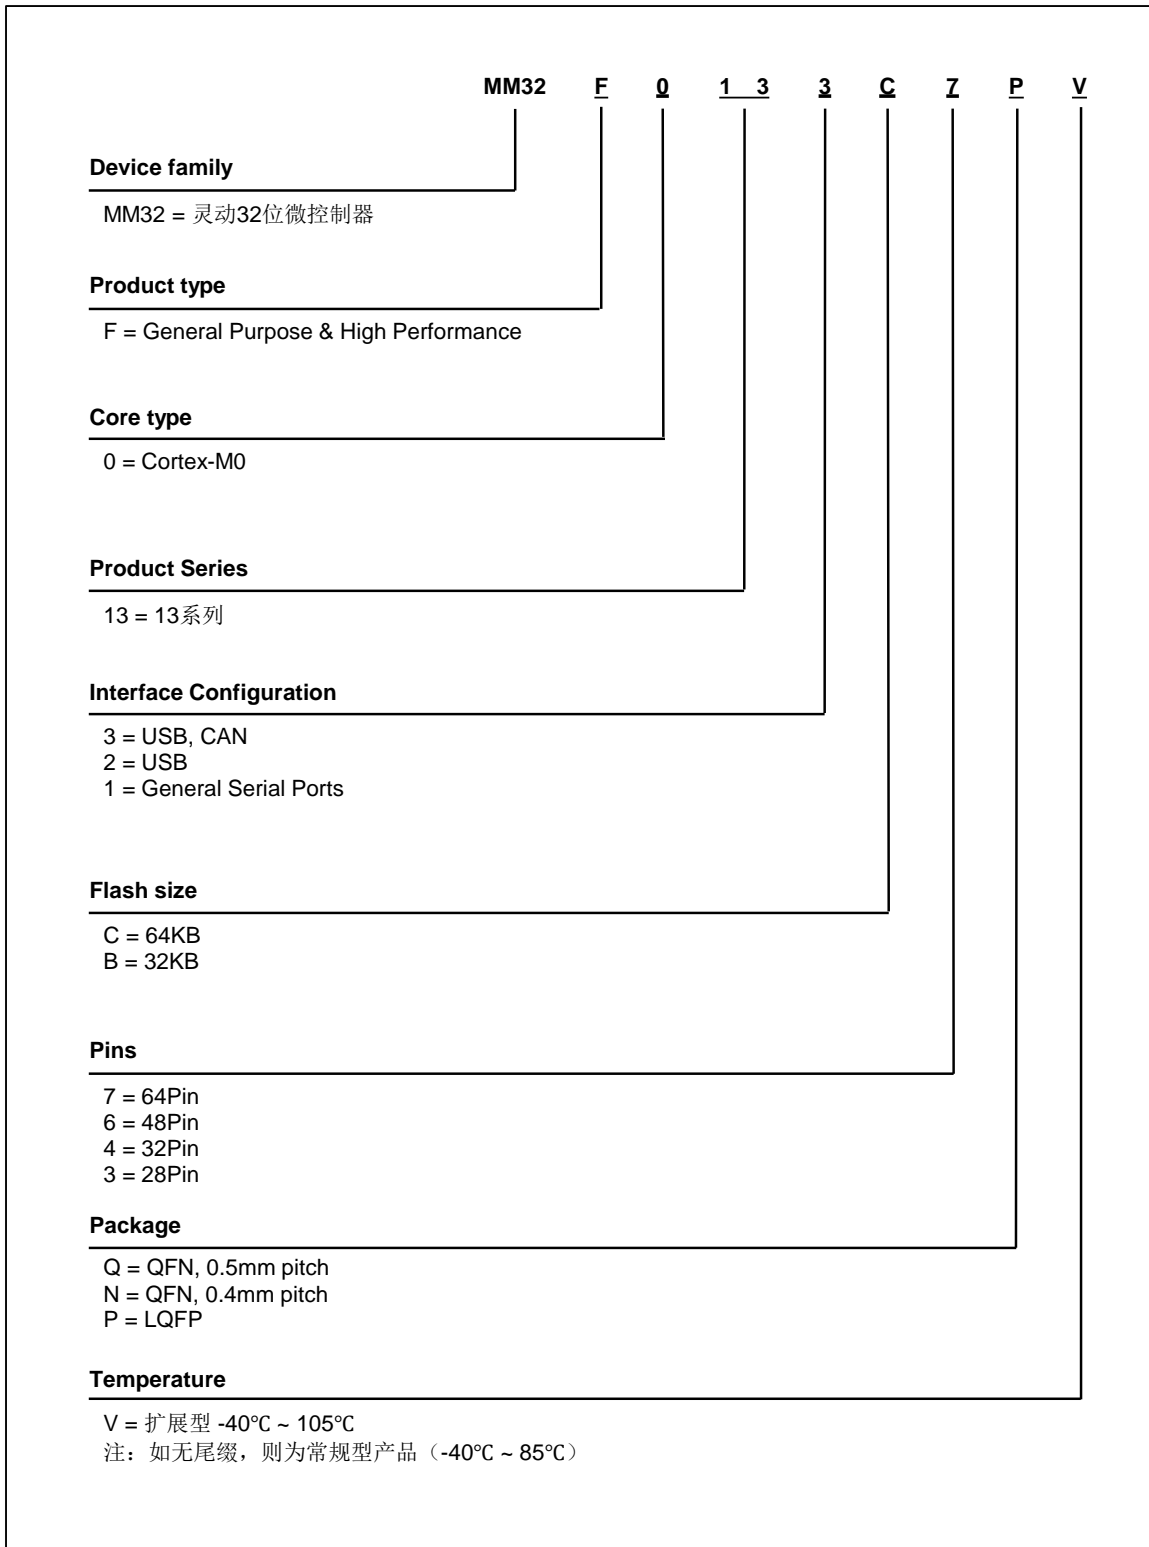 MM32 F 0 1 3 3 C 7 P V
Device family
MM32 = 灵动32位微控制器
Product type
F = General Purpose & High Performance
Core type
0 = Cortex-M0
Product Series
13 = 13系列
Interface Configuration
3 = USB, CAN
2 = USB
1 = General Serial Ports
Flash size
C = 64KB
B = 32KB
Pins
7 = 64Pin
6 = 48Pin
4 = 32Pin
3 = 28Pin
Package
Q = QFN, 0.5mm pitch
N = QFN, 0.4mm pitch
P = LQFP
Temperature
V = 扩展型 -40℃ ~ 105℃
注：如无尾缀，则为常规型产品（-40℃ ~ 85℃）